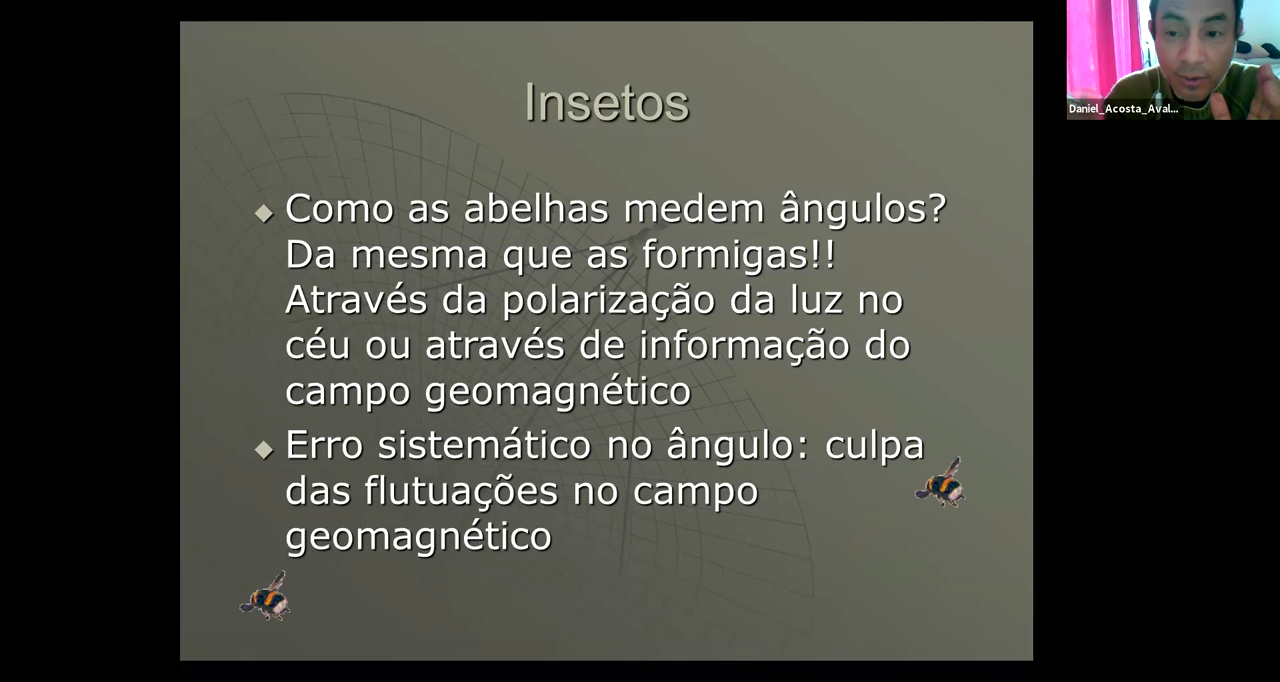 Insetos
Como as abelhas medem ângulos?
Da mesma que as formigas!!
Através da polarização da luz no
céu ou através de informação do
campo geomagnético
Erro sistemático no ângulo: culpa
das flutuações no campo
geomagnético
Daniel_Acosta_Aval...